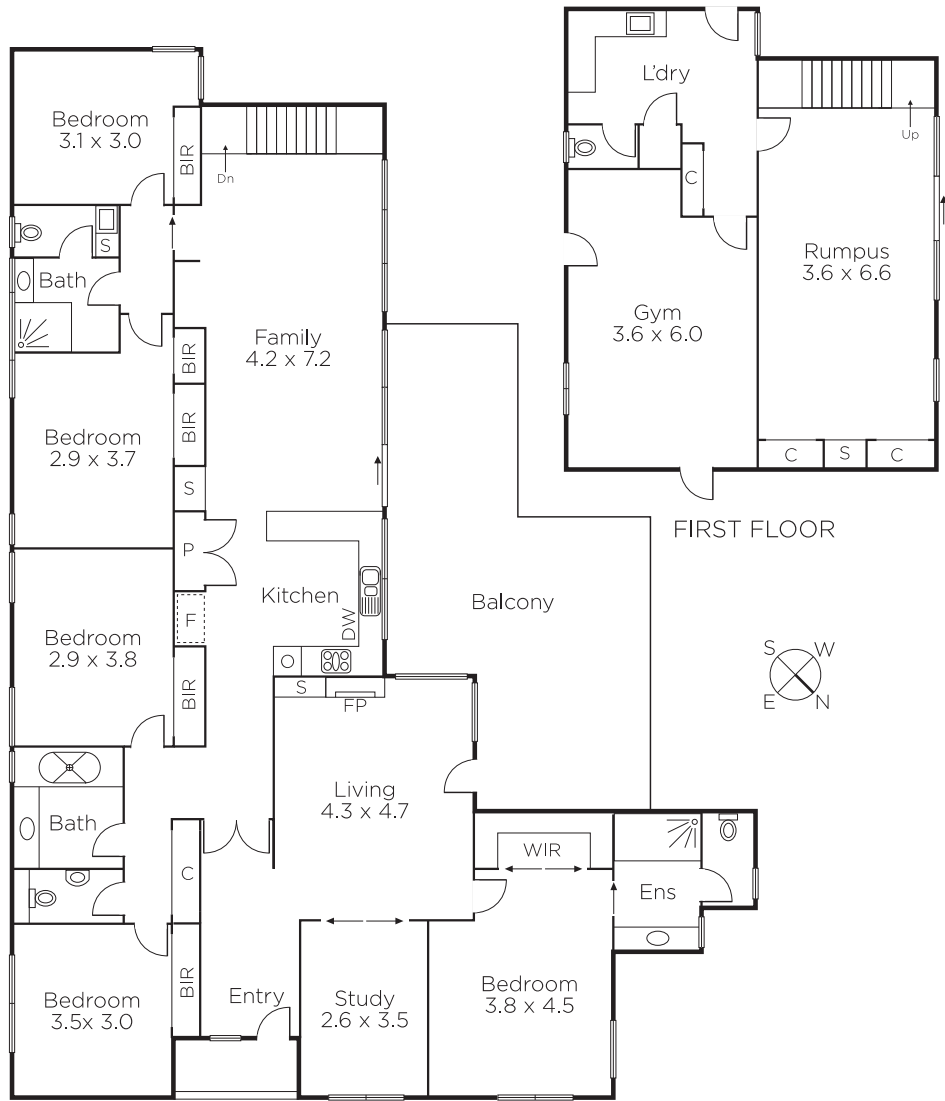 Bedroom
3.1 x 3.0
BIR
Dn
S
Bath
Family
4.2 x 7.2
BIR
BIR
Bedroom
2.9 x 3.7
S
P
Kitchen
DW
F
Bedroom
2.9 x 3.8
BIR
O
S
FP
Balcony
Living
4.3 x 4.7
Bath
C
WIR
Ens
BIR
Bedroom
3.5x 3.0
Entry
Study
2.6 x 3.5
Bedroom
3.8 x 4.5
L'dry
Up
C
Rumpus
3.6 x 6.6
Gym
3.6 x 6.0
C
S
C
FIRST FLOOR
S
W
E
N